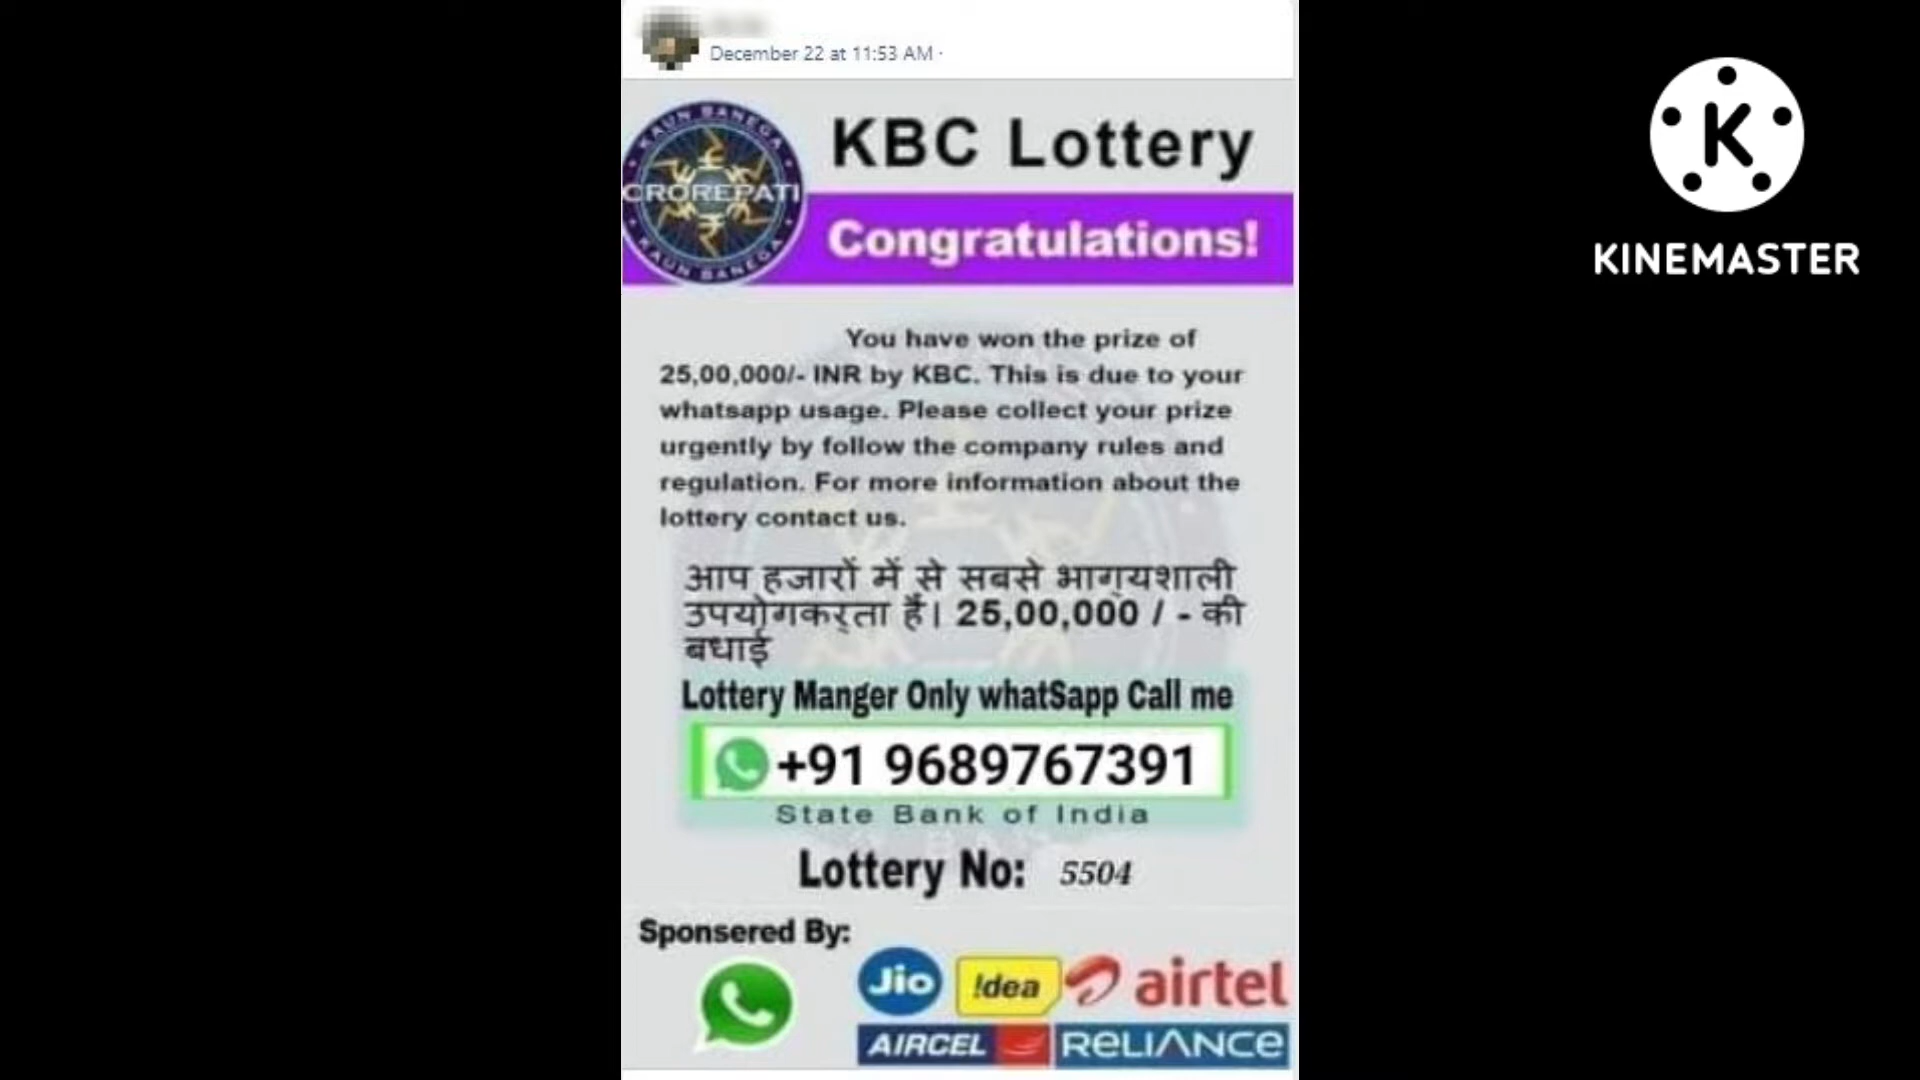 December 22 at 11:53 AM ·
KAUN BANEGA
CROREPATI
KAUN BANEGA
KBC Lottery
Congratulations!
K
KINEMASTER
You have won the prize of
25,00,000/- INR by KBC. This is due to your
whatsapp usage. Please collect your prize
urgently by follow the company rules and
regulation. For more information about the
lottery contact us.
आप हजारों में से सबसे भाग्यशाली
उपयोगकर्ता हैं। 25,00,000 / - की
बधाई
Lottery Manger Only whatSapp Call me
+91 9689767391
State Bank of India
Lottery No: 5504
Sponsered By:
Jio !dea airtel
AIRCEL RELIANCE